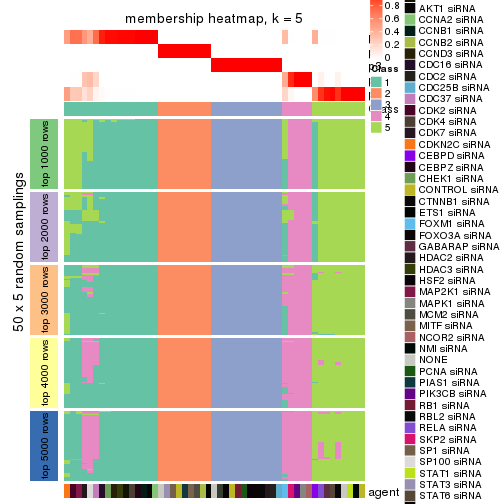 membership heatmap, k = 5
50 x 5 random samplings
top 1000 rows
top 2000 rows
top 3000 rows
top 4000 rows
top 5000 rows
0.8
0.6
0.4
0.2
0
Class
1
2
3
4
5
agent
AKT1 siRNA
CCNA2 siRNA
CCNB1 siRNA
CCNB2 siRNA
CCND3 siRNA
CDC16 siRNA
CDC2 siRNA
CDC25B siRNA
CDC37 siRNA
CDK2 siRNA
CDK4 siRNA
CDK7 siRNA
CDKN2C siRNA
CEBPD siRNA
CEBPZ siRNA
CHEK1 siRNA
CONTROL siRNA
CTNNB1 siRNA
ETS1 siRNA
FOXM1 siRNA
FOXO3A siRNA
GABARAP siRNA
HDAC2 siRNA
HDAC3 siRNA
HSF2 siRNA
MAP2K1 siRNA
MAPK1 siRNA
MCM2 siRNA
MITF siRNA
NCOR2 siRNA
NMI siRNA
NONE
PCNA siRNA
PIAS1 siRNA
PIK3CB siRNA
RB1 siRNA
RBL2 siRNA
RELA siRNA
SKP2 siRNA
SP1 siRNA
SP100 siRNA
STAT1 siRNA
STAT3 siRNA
STAT6 siRNA